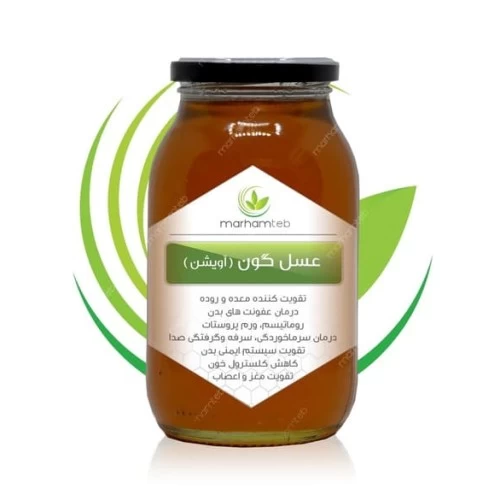 marhamteb
عسل گون ( آویشن )
تقویت کننده معده و روده
درمان عفونت های بدن
روماتیسم، ورم پروستات
درمان سرماخوردگی، سرفه وگرفتگی صدا
تقویت سیستم ایمنی بدن
کاهش کلسترول خون
تقویت مغز و اعصاب